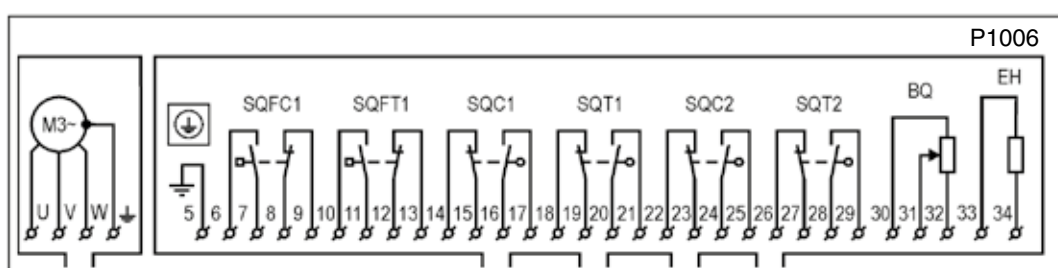 P1006
EH
BQ
SQFC1 SQFT1 SQC1 SQT1 SQC2 SQT2
M3~
U V W 5 6 7 8 9 10 11 12 13 14 15 16 17 18 19 20 21 22 23 24 25 26 27 28 29 30 31 32 33 34